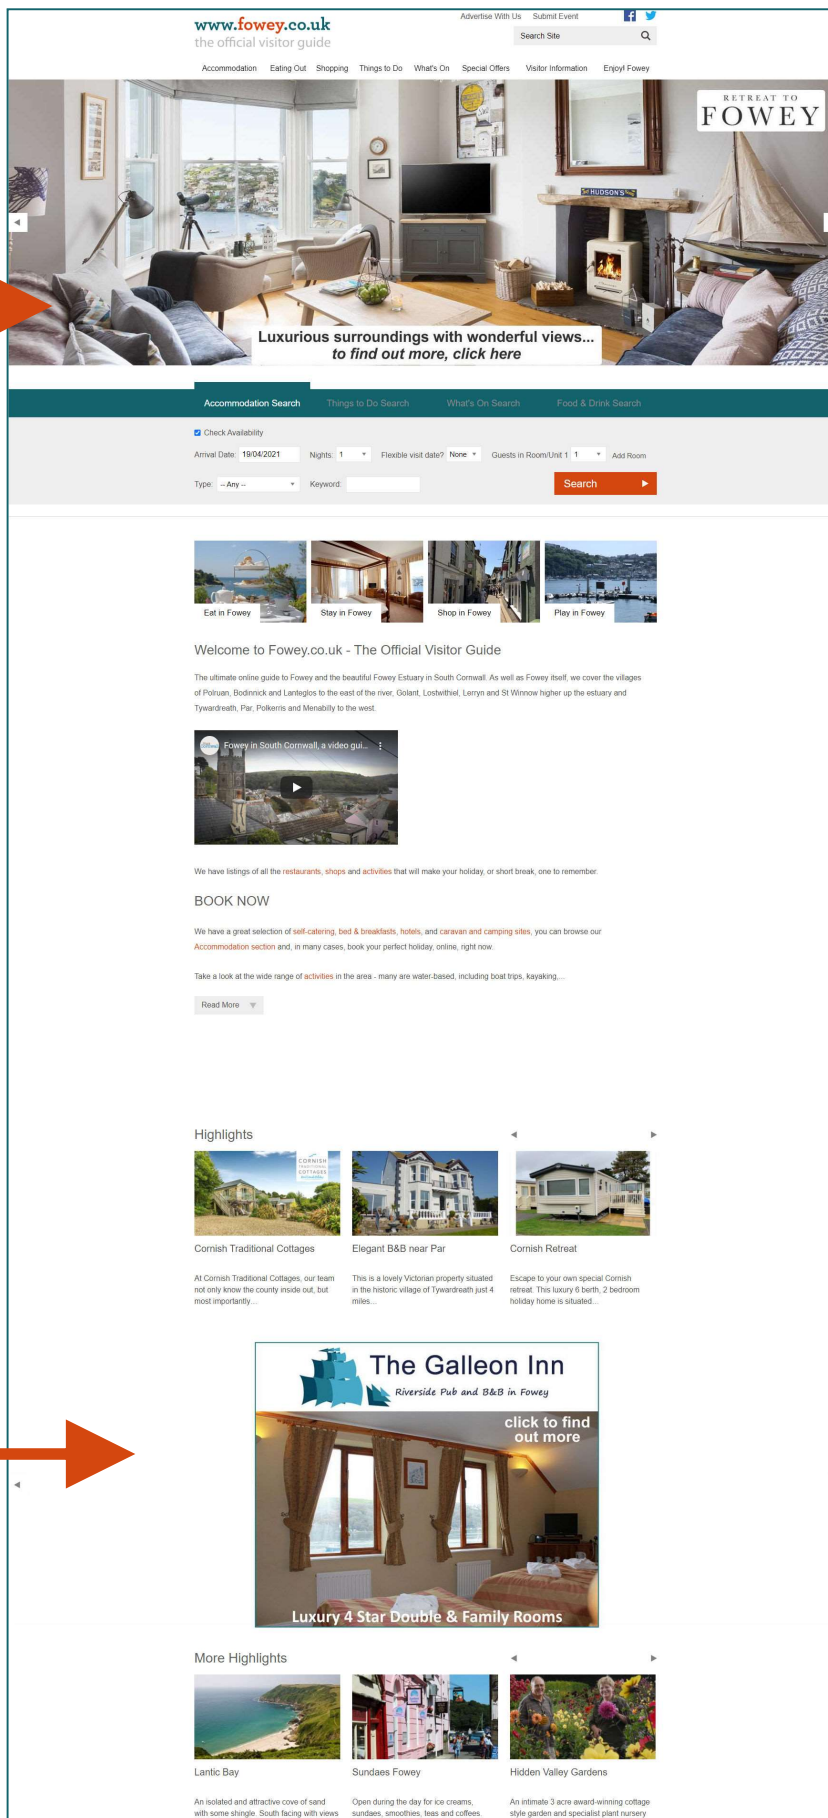 Advertise With Us Submit Event
www.fowey.co.uk
the official visitor guide
Search Site
Accommodation Eating Out Shopping Things to Do What's On Special Offers Visitor Information Enjoy! Fowey
RETREAT TO
FOWEY
HUDSON'S
Luxurious surroundings with wonderful views...
to find out more, click here
Accommodation Search Things to Do Search What's On Search Food & Drink Search
Check Availability
Arrival Date: 19/04/2021 Nights: 1 Flexible visit date? None Guests in Room/Unit 1 1 Add Room
Type: -- Any -- Keyword: Search
Eat in Fowey Stay in Fowey Shop in Fowey Play in Fowey
Welcome to Fowey.co.uk - The Official Visitor Guide
The ultimate online guide to Fowey and the beautiful Fowey Estuary in South Cornwall. As well as Fowey itself, we cover the villages
of Polruan, Bodinnick and Lanteglos to the east of the river, Golant, Lostwithiel, Lerryn and St Winnow higher up the estuary and
Tywardreath, Par, Polkerris and Menabilly to the west.
Fowey in South Cornwall, a video gui...
We have listings of all the restaurants, shops and activities that will make your holiday, or short break, one to remember.
BOOK NOW
We have a great selection of self-catering, bed & breakfasts, hotels, and caravan and camping sites, you can browse our
Accommodation section and, in many cases, book your perfect holiday, online, right now.
Take a look at the wide range of activities in the area - many are water-based, including boat trips, kayaking,...
Read More
Highlights
CORNISH
TRADITIONAL
COTTAGES
Cornish Traditional Cottages
At Cornish Traditional Cottages, our team
not only know the county inside out, but
most importantly...
Elegant B&B near Par
This is a lovely Victorian property situated
in the historic village of Tywardreath just 4
miles...
Cornish Retreat
Escape to your own special Cornish
retreat. This luxury 6 berth, 2 bedroom
holiday home is situated...
The Galleon Inn
Riverside Pub and B&B in Fowey
click to find
out more
Luxury 4 Star Double & Family Rooms
More Highlights
Lantic Bay
An isolated and attractive cove of sand
with some shingle. South facing with views
Sundaes Fowey
Open during the day for ice creams,
sundaes, smoothies, teas and coffees.
Hidden Valley Gardens
An intimate 3 acre award-winning cottage
style garden and specialist plant nursery